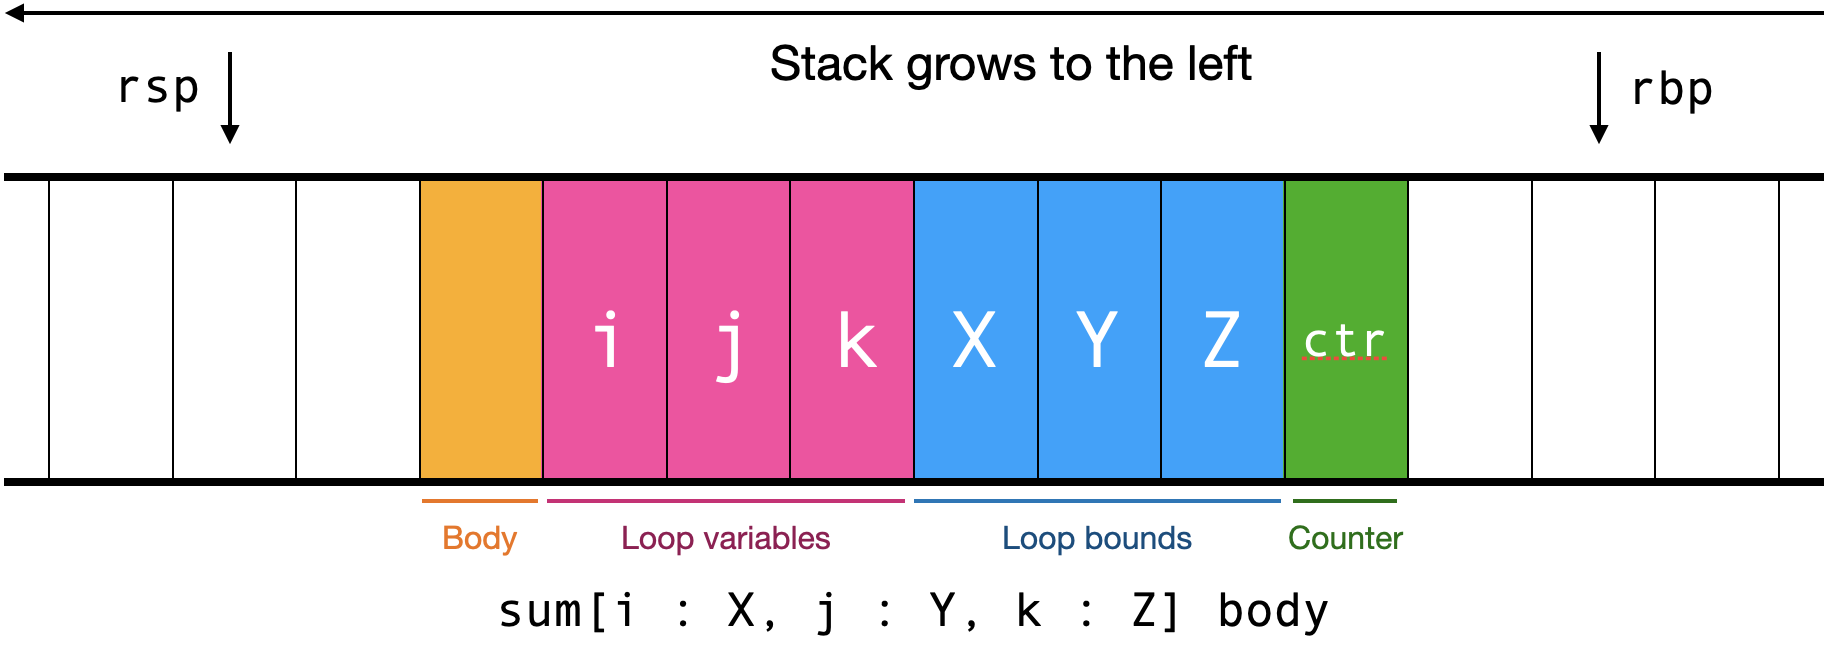 Stack grows to the left
rsp
rbp
i j k X Y Z ctr
Body Loop variables Loop bounds Counter
sum[i : X, j : Y, k : Z] body